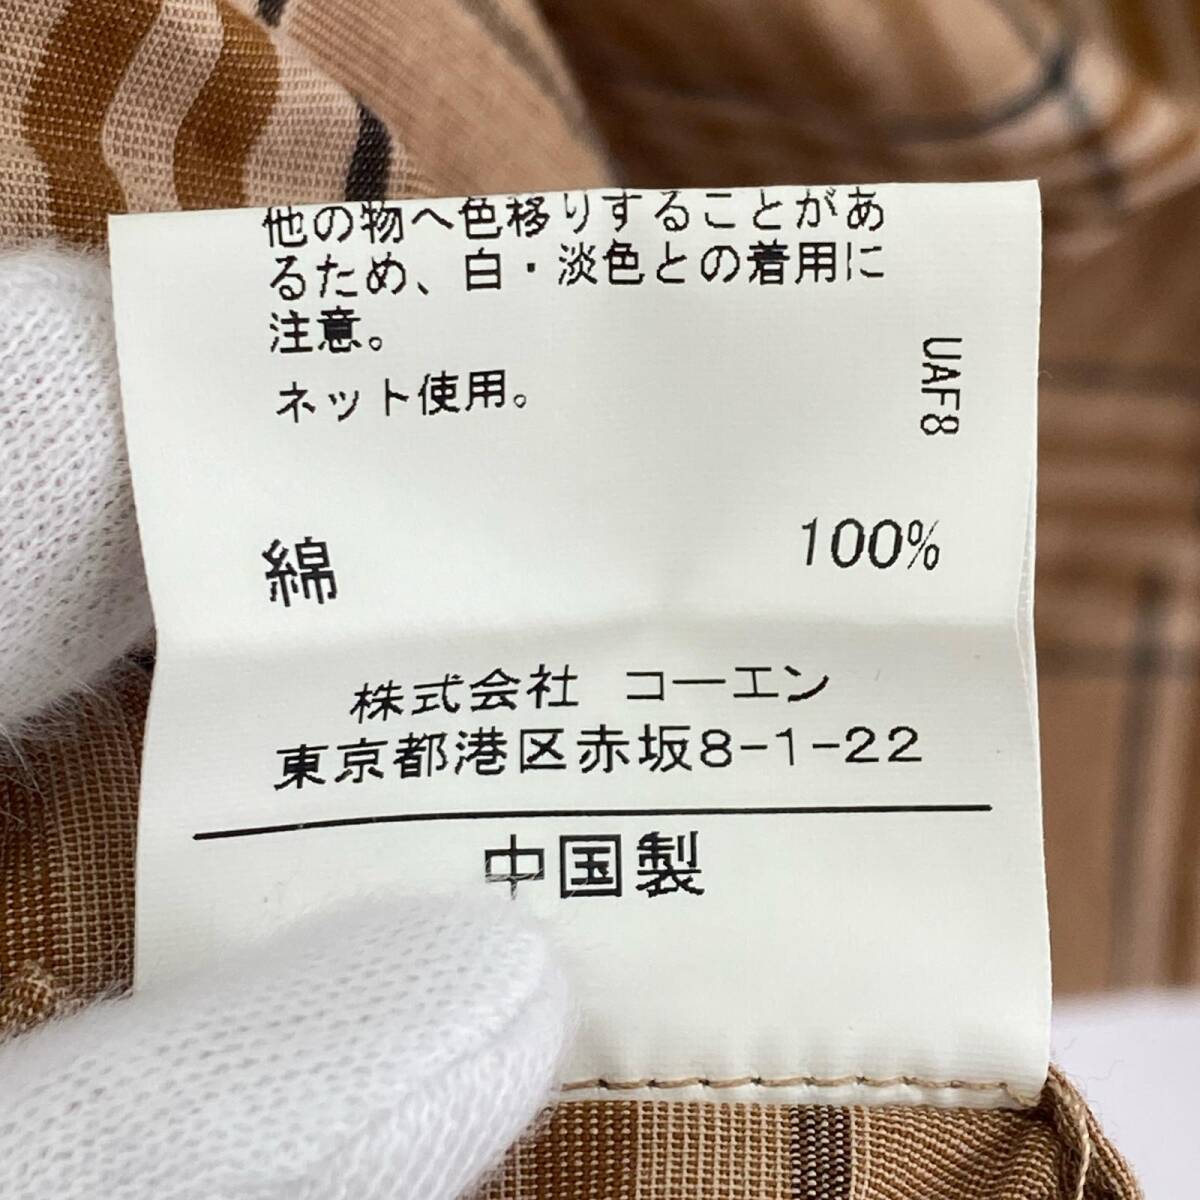 他の物へ色移りすることがあ
るため、白・淡色との着用に
注意。
ネット使用。
UAF8
綿 100%
株式会社 コーエン
東京都港区赤坂8-1-22
中国製